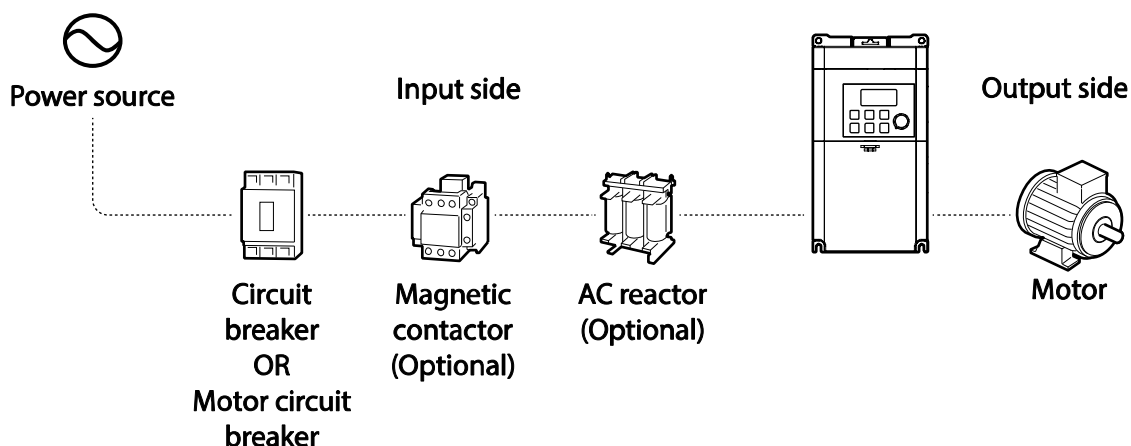 Power source
Input side
Output side
Circuit
breaker
OR
Motor circuit
breaker
Magnetic
contactor
(Optional)
AC reactor
(Optional)
Motor